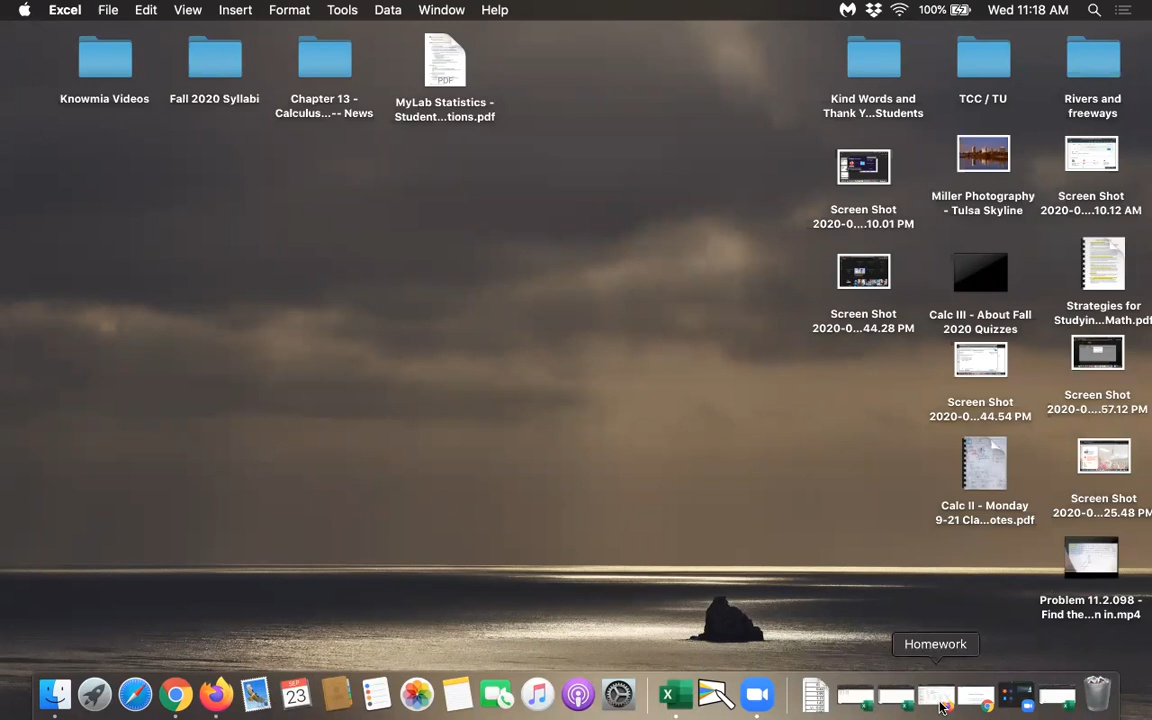 Excel File Edit View Insert Format Tools Data Window Help 100% Wed 11:18 AM
Knowmia Videos
Fall 2020 Syllabi
Chapter 13 -
Calculus...-- News
PDF
MyLab Statistics -
Student...tions.pdf
Kind Words and
Thank Y...Students
TCC / TU
Rivers and
freeways
Screen Shot
2020-0....10.01 PM
Miller Photography
- Tulsa Skyline
Screen Shot
2020-0....10.12 AM
Screen Shot
2020-0...44.28 PM
Calc III - About Fall
2020 Quizzes
Strategies for
Studyin...Math.pdf
Screen Shot
2020-0...44.54 PM
Screen Shot
2020-0....57.12 PM
Calc II - Monday
9-21 Cla...otes.pdf
Screen Shot
2020-0...25.48 PM
Problem 11.2.098 -
Find the...n in.mp4
Homework
SEP
23
X